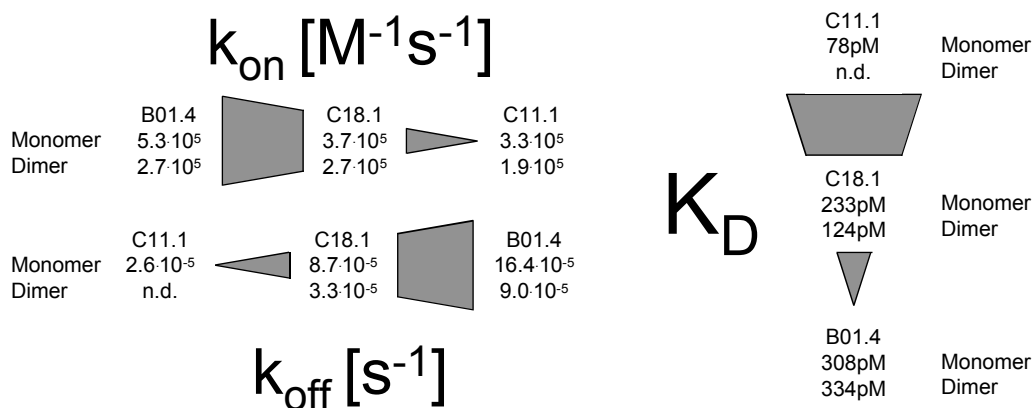 k_on [M⁻¹s⁻¹]
B01.4 C18.1 C11.1
Monomer 5.3·10⁵ 3.7·10⁵ 3.3·10⁵
Dimer 2.7·10⁵ 2.7·10⁵ 1.9·10⁵
C11.1 C18.1 B01.4
Monomer 2.6·10⁻⁵ 8.7·10⁻⁵ 16.4·10⁻⁵
Dimer n.d. 3.3·10⁻⁵ 9.0·10⁻⁵
k_off [s⁻¹]
C11.1
78pM Monomer
n.d. Dimer
K_D
C18.1
233pM Monomer
124pM Dimer
B01.4
308pM Monomer
334pM Dimer